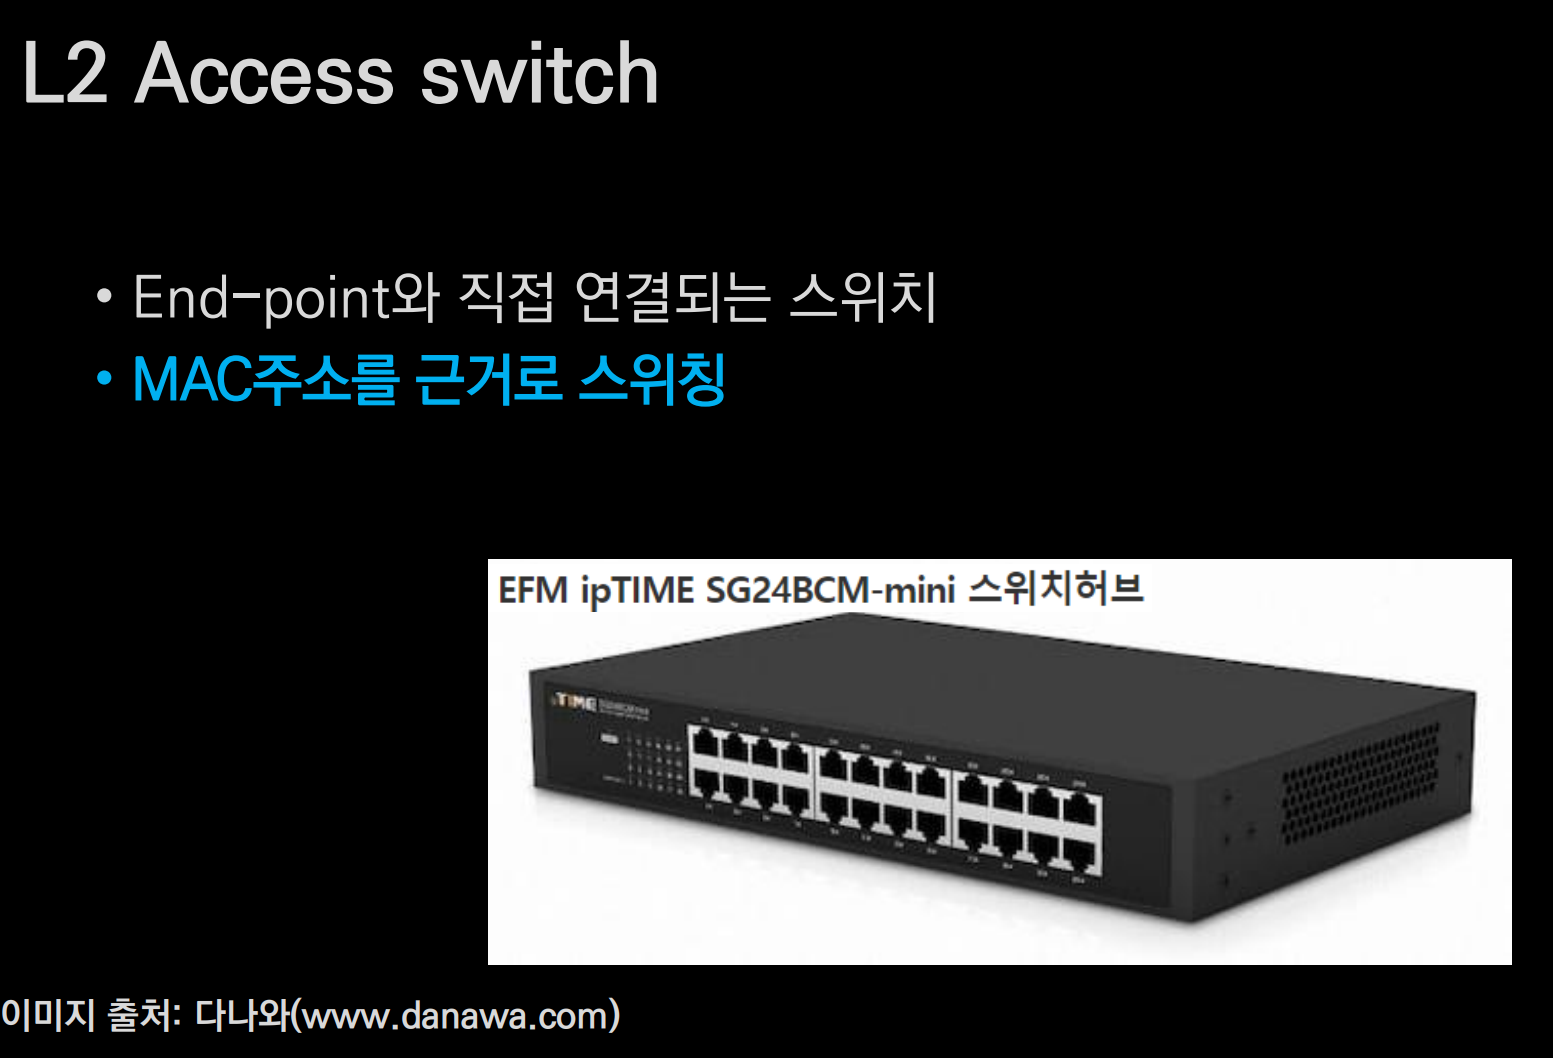 L2 Access switch
• End-point와 직접 연결되는 스위치
• MAC주소를 근거로 스위칭
EFM ipTIME SG24BCM-mini 스위치허브
TIME
이미지 출처: 다나와(www.danawa.com)